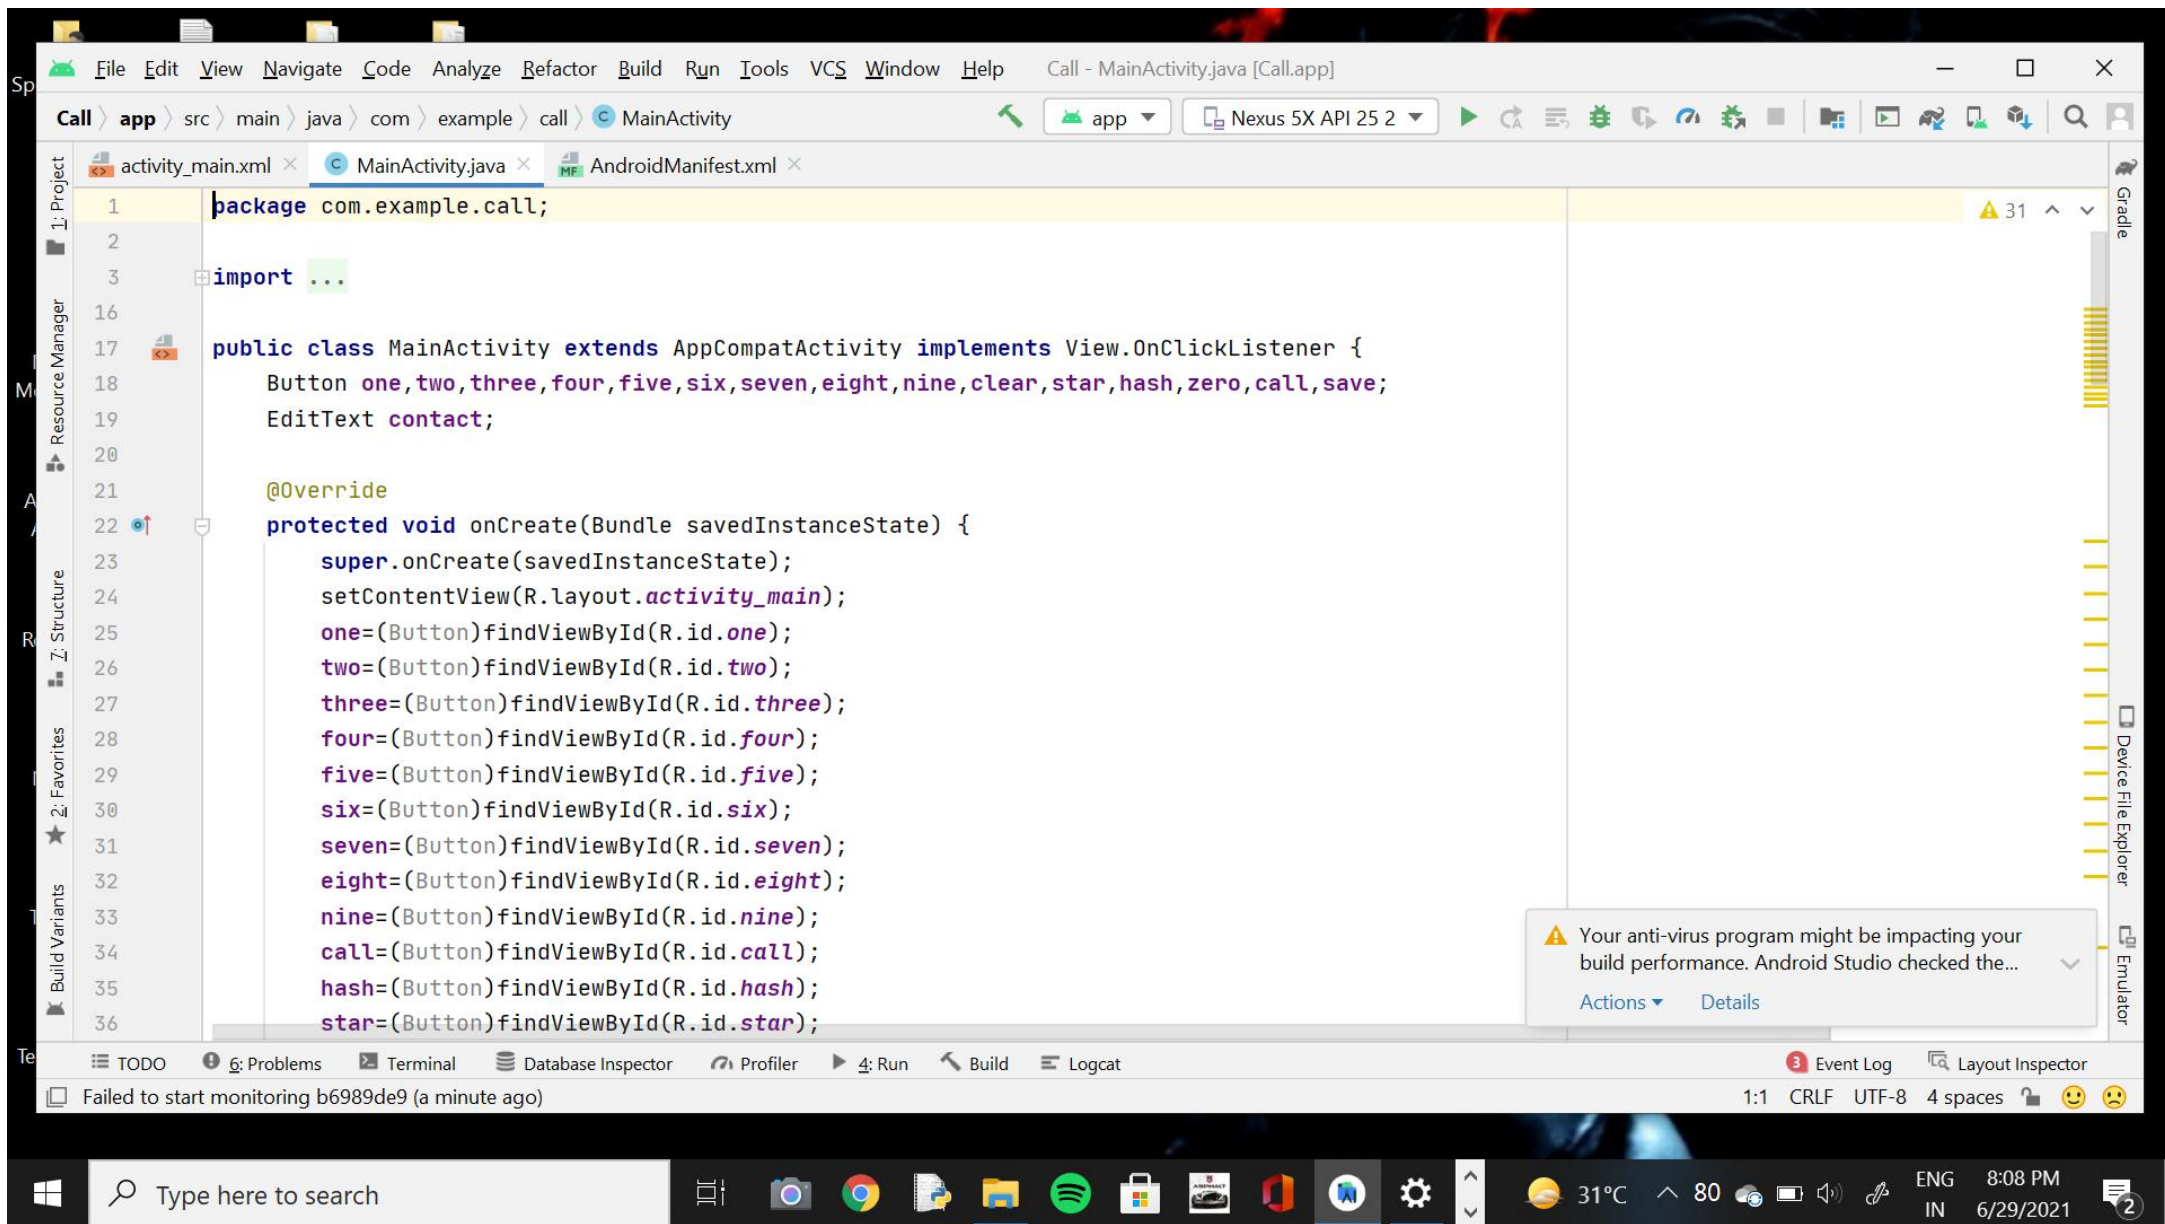 File Edit View Navigate Code Analyze Refactor Build Run Tools VCS Window Help Call - MainActivity.java [Call.app]
Call app src main java com example call MainActivity app Nexus 5X API 25 2
activity_main.xml MainActivity.java AndroidManifest.xml
1 package com.example.call;
2
3 import ...
16
17 public class MainActivity extends AppCompatActivity implements View.OnClickListener {
18 Button one,two,three,four,five,six,seven,eight,nine,clear,star,hash,zero,call,save;
19 EditText contact;
20
21 @Override
22 protected void onCreate(Bundle savedInstanceState) {
23 super.onCreate(savedInstanceState);
24 setContentView(R.layout.activity_main);
25 one=(Button)findViewById(R.id.one);
26 two=(Button)findViewById(R.id.two);
27 three=(Button)findViewById(R.id.three);
28 four=(Button)findViewById(R.id.four);
29 five=(Button)findViewById(R.id.five);
30 six=(Button)findViewById(R.id.six);
31 seven=(Button)findViewById(R.id.seven);
32 eight=(Button)findViewById(R.id.eight);
33 nine=(Button)findViewById(R.id.nine);
34 call=(Button)findViewById(R.id.call);
35 hash=(Button)findViewById(R.id.hash);
36 star=(Button)findViewById(R.id.star);
31
1: Project
Resource Manager
7: Structure
2: Favorites
Build Variants
Gradle
Device File Explorer
Emulator
Your anti-virus program might be impacting your
build performance. Android Studio checked the...
Actions Details
TODO 6: Problems Terminal Database Inspector Profiler 4: Run Build Logcat 3 Event Log Layout Inspector
Failed to start monitoring b6989de9 (a minute ago) 1:1 CRLF UTF-8 4 spaces
Type here to search 31°C 80 ENG 8:08 PM
IN 6/29/2021 2